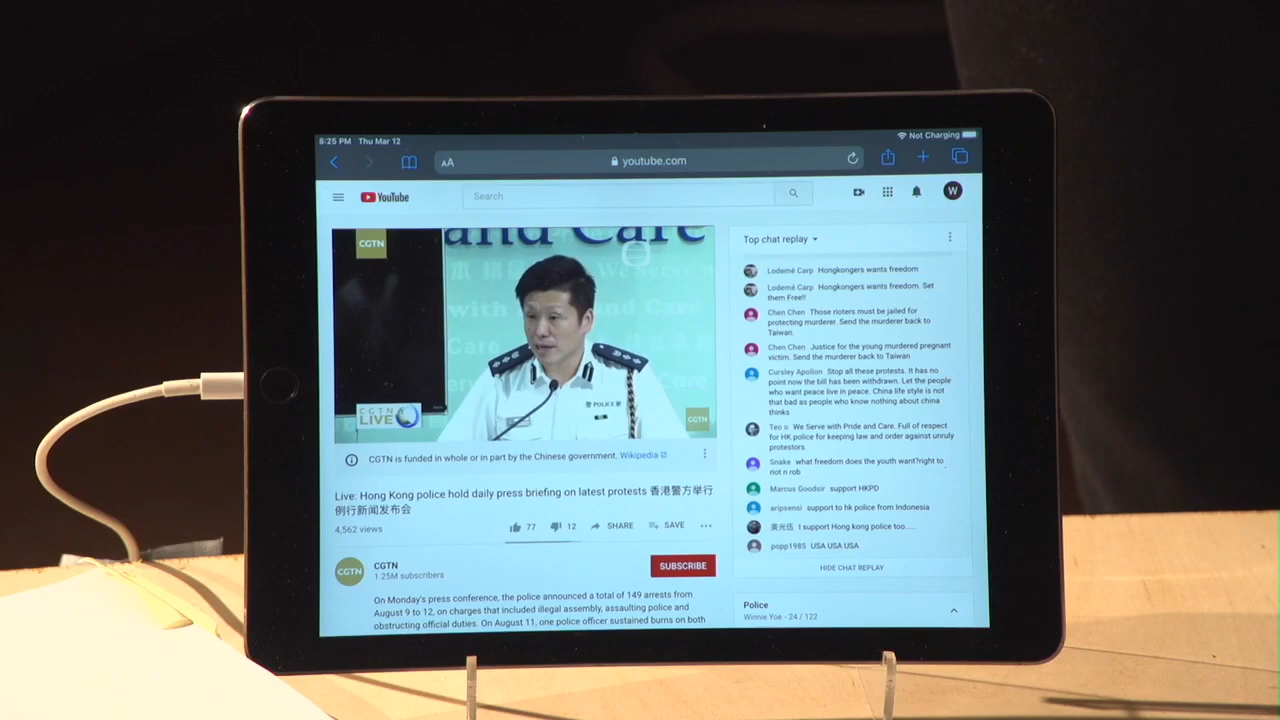 8:25 PM Thu Mar 12
Not Charging
AA
youtube.com
YouTube
Search
W
CGTN
and Care
We Serve w
with
and Care
Care
POLICE
CGTN
LIVE
CGTN
CGTN is funded in whole or in part by the Chinese government. Wikipedia
Live: Hong Kong police hold daily press briefing on latest protests 香港警方举行
例行新闻发布会
4,562 views
77
12
SHARE
SAVE
CGTN
CGTN
1.25M subscribers
SUBSCRIBE
On Monday's press conference, the police announced a total of 149 arrests from
August 9 to 12, on charges that included illegal assembly, assaulting police and
obstructing official duties. On August 11, one police officer sustained burns on both
Top chat replay
Lodemé Carp Hongkongers wants freedom
Lodemé Carp Hongkongers wants freedom. Set
them Free!!
Chen Chen Those rioters must be jailed for
protecting murderer. Send the murderer back to
Taiwan.
Chen Chen Justice for the young murdered pregnant
victim. Send the murderer back to Taiwan
Cursley Apollon Stop all these protests. It has no
point now the bill has been withdrawn. Let the people
who want peace live in peace. China life style is not
that bad as people who know nothing about china
thinks
Teo o We Serve with Pride and Care. Full of respect
for HK police for keeping law and order against unruly
protestors.
Snake what freedom does the youth want?right to
riot n rob
Marcus Goodsir support HKPD
aripsensi support to hk police from Indonesia
美光伍 I support Hong kong police too.....
popp1985 USA USA USA
HIDE CHAT REPLAY
Police
Winnie Yoe - 24 / 122